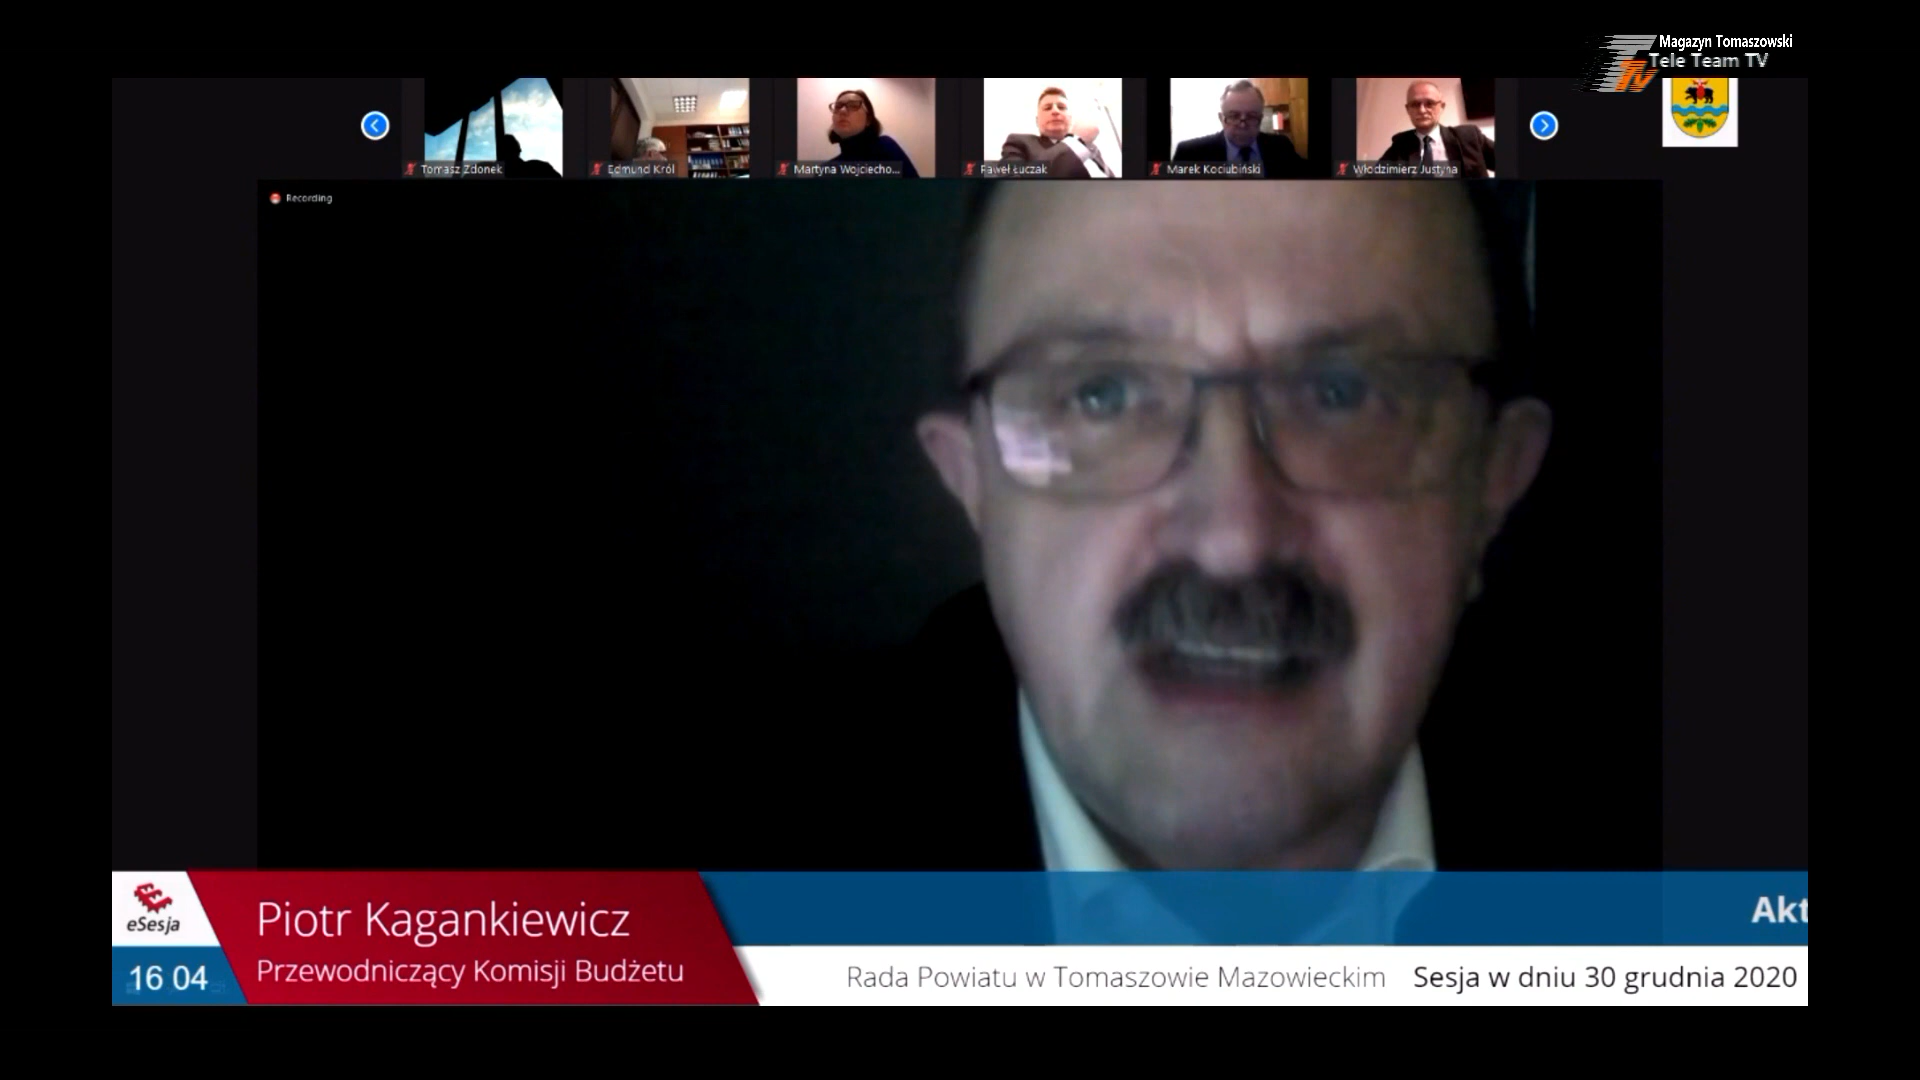 Magazyn Tomaszowski
Tele Team TV
TV
Tomasz Zdonek
Edmund Król
Martyna Wojciecho...
Paweł Łuczak
Marek Kociubiński
Włodzimierz Justyna
Recording
Akt
eSesja
Piotr Kagankiewicz
Przewodniczący Komisji Budżetu
16 04
Rada Powiatu w Tomaszowie Mazowieckim Sesja w dniu 30 grudnia 2020